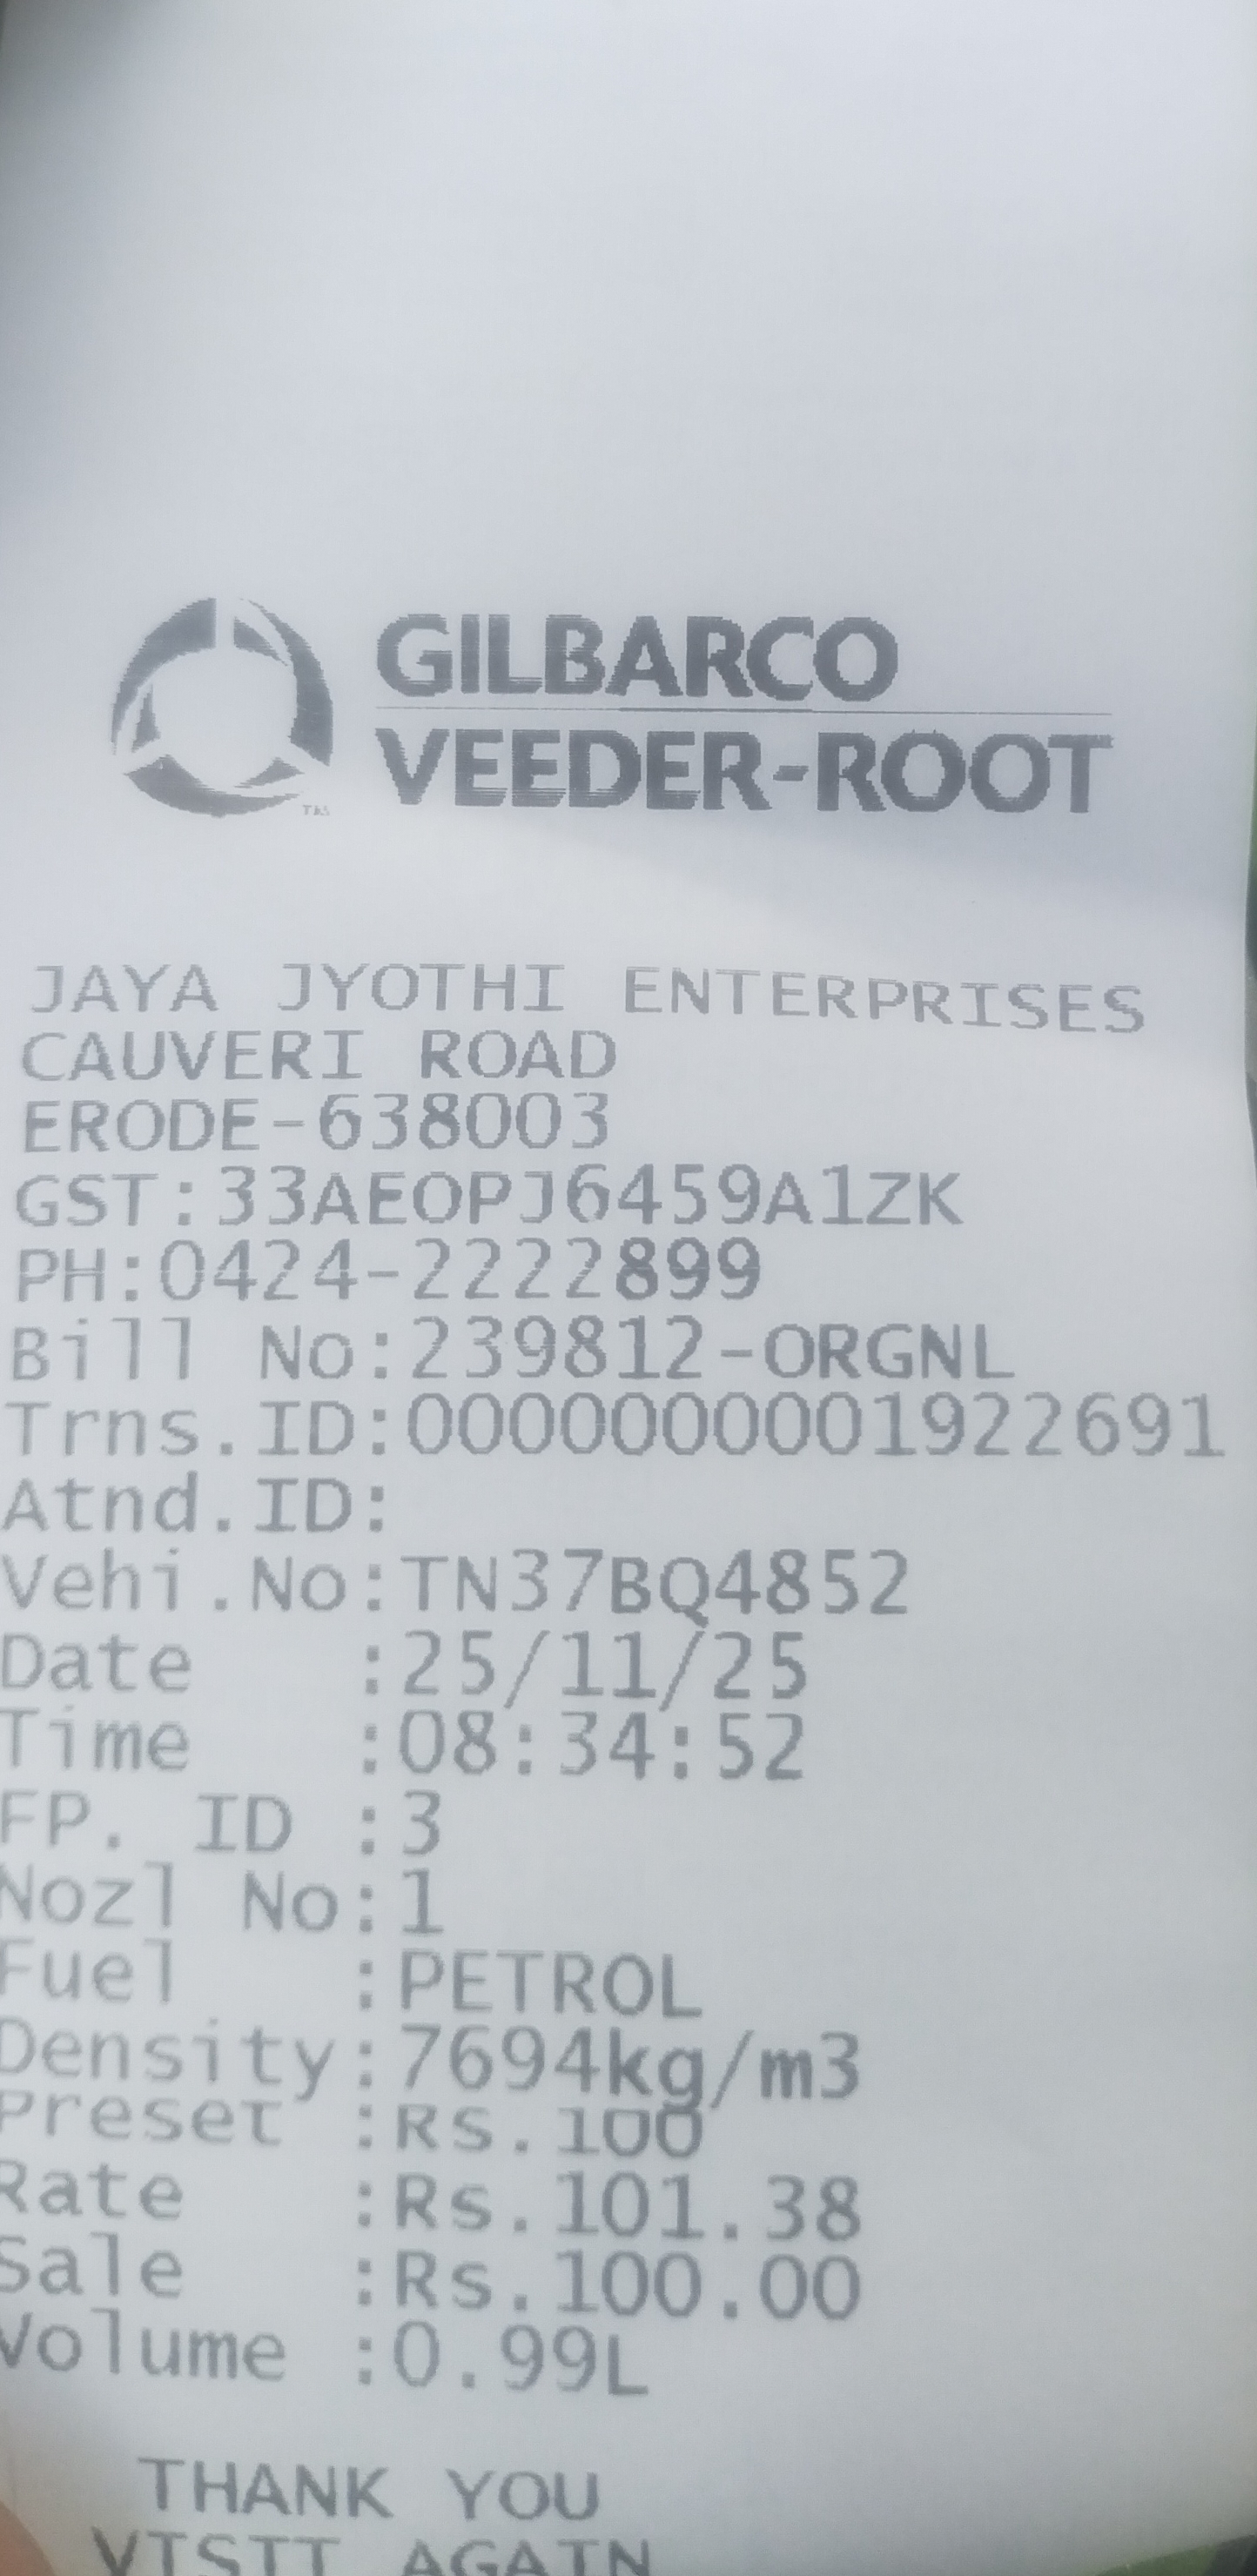 GILBARCO
VEEDER-ROOT
TM
JAYA JYOTHI ENTERPRISES
CAUVERI ROAD
ERODE-638003
GST:33AEOPJ6459A1ZK
PH:0424-2222899
Bill No:239812-ORGNL
Trns.ID:0000000001922691
Atnd.ID:
Vehi.No:TN37BQ4852
Date :25/11/25
Time :08:34:52
FP. ID :3
Nozl No:1
Fuel :PETROL
Density:7694kg/m3
Preset :Rs.100
Rate :Rs.101.38
Sale :Rs.100.00
Volume :0.99L
THANK YOU
VISIT AGAIN